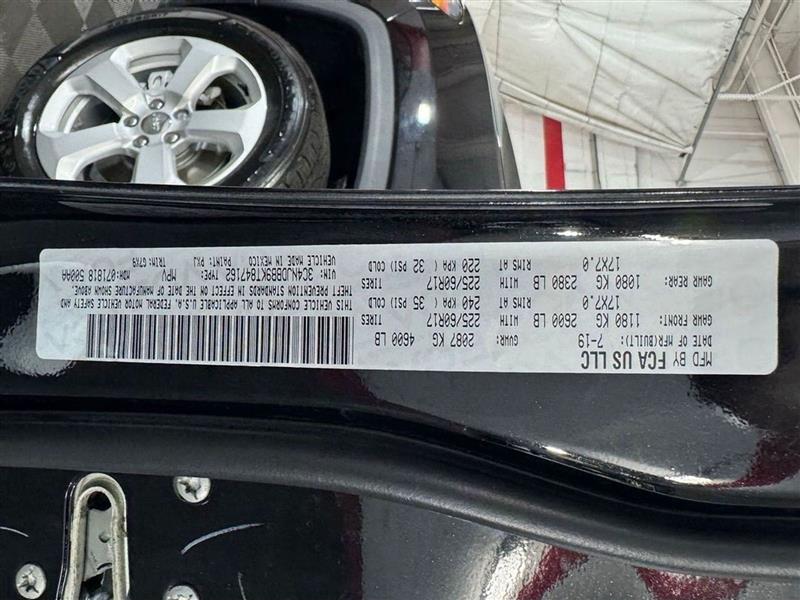 MFD BY FCA US LLC
DATE OF MFR(BUILT): 7-19 GVWR: 2087 KG 4600 LB
GAWR FRONT: 1180 KG 2600 LB WITH 225/60R17 TIRES
17X7.0 RIMS AT 240 KPA ( 35 PSI) COLD
GAWR REAR: 1080 KG 2380 LB WITH 225/60R17 TIRES
17X7.0 RIMS AT 220 KPA ( 32 PSI) COLD
THIS VEHICLE CONFORMS TO ALL APPLICABLE U.S.A. FEDERAL MOTOR VEHICLE SAFETY AND
THEFT PREVENTION STANDARDS IN EFFECT ON THE DATE OF MANUFACTURE SHOWN ABOVE.
VIN: 3C4NJDBB9KT847162 TYPE: MPV MDH:071818 500AA
VEHICLE MADE IN MEXICO PAINT: PXJ TRIM: G7X9